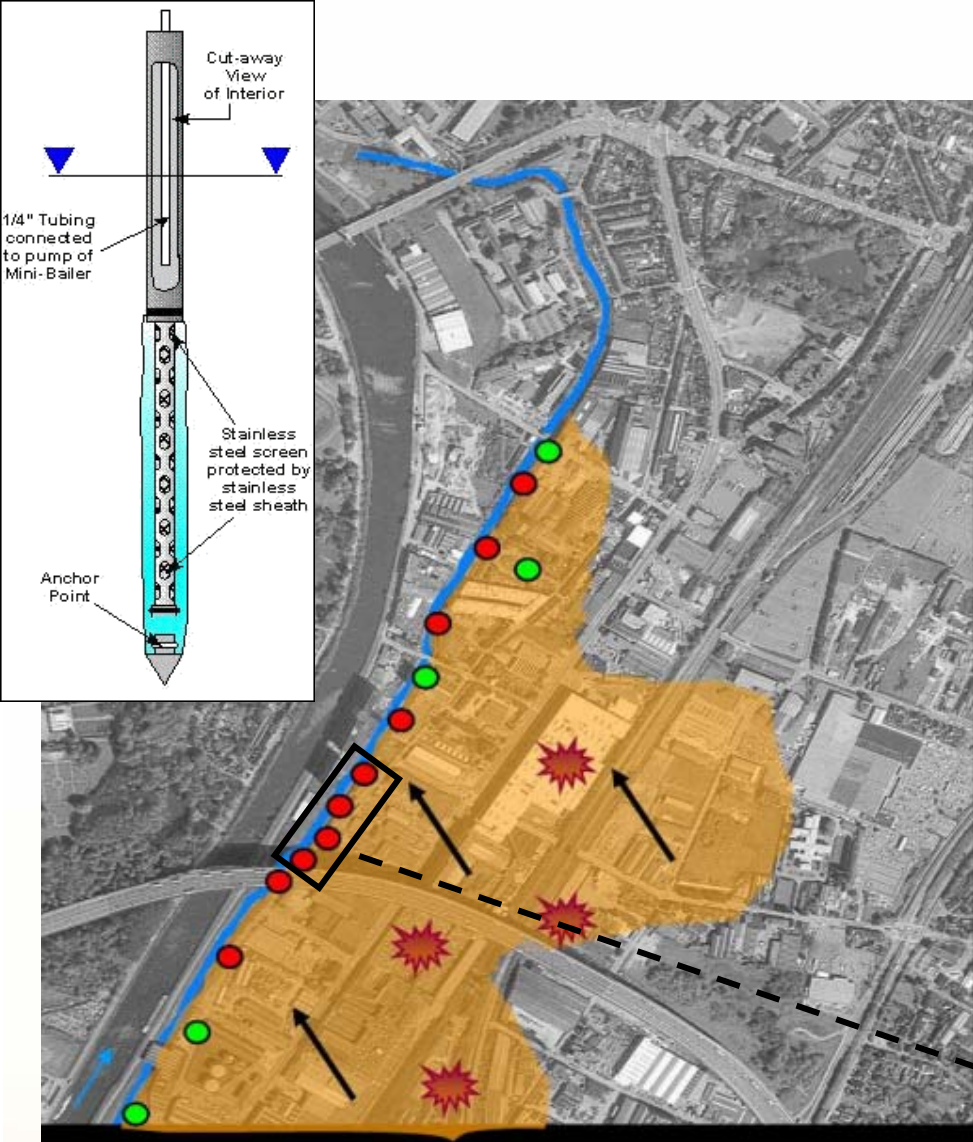 Cut-away
View
of Interior
1/4" Tubing
connected
to pump of
Mini-Bailer
Stainless
steel screen
protected by
stainless
steel sheath
Anchor
Point